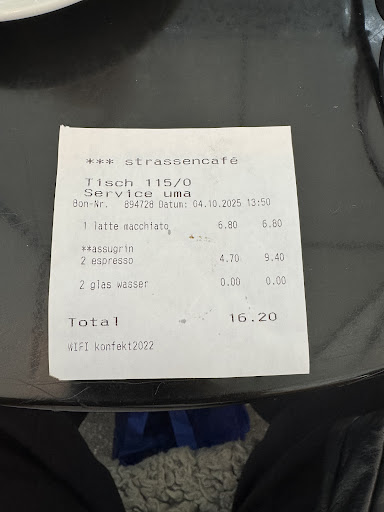 *** strassencafé
Tisch 115/0
Service uma
Bon-Nr. 894728 Datum: 04.10.2025 13:50
1 latte macchiato 6.80 6.80
**assugrin
2 espresso 4.70 9.40
2 glas wasser 0.00 0.00
Total 16.20
WIFI konfekt2022